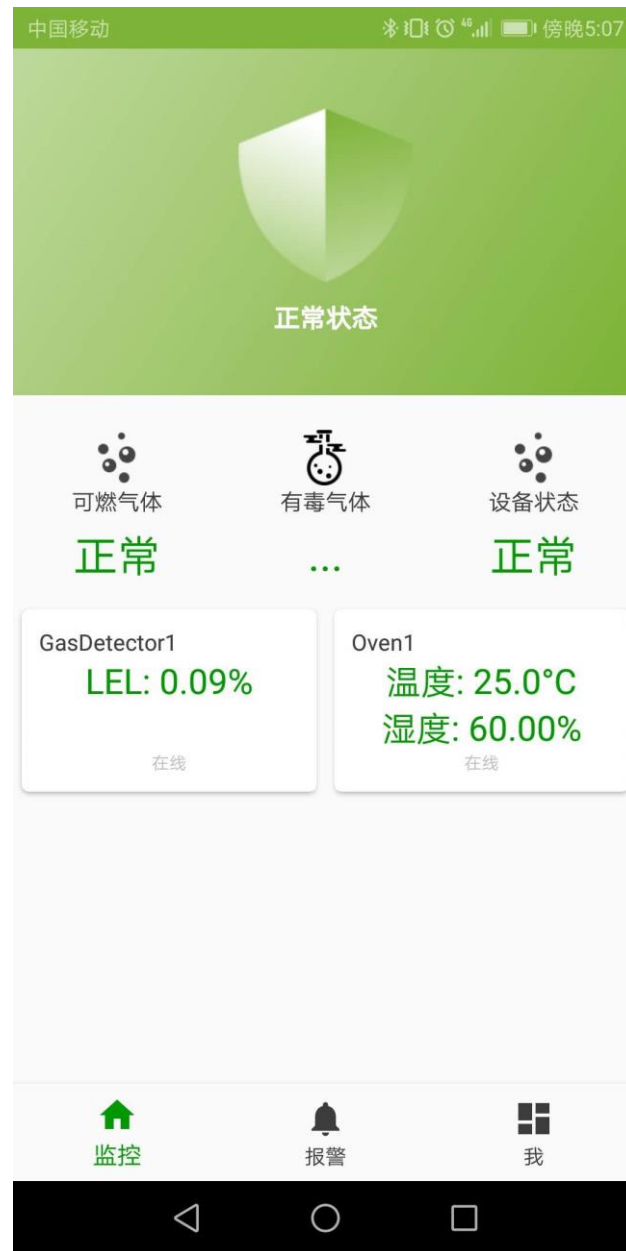 中国移动 4G 傍晚5:07
正常状态
可燃气体 有毒气体 设备状态
正常 ... 正常
GasDetector1
LEL: 0.09%
在线
Oven1
温度: 25.0°C
湿度: 60.00%
在线
监控 报警 我